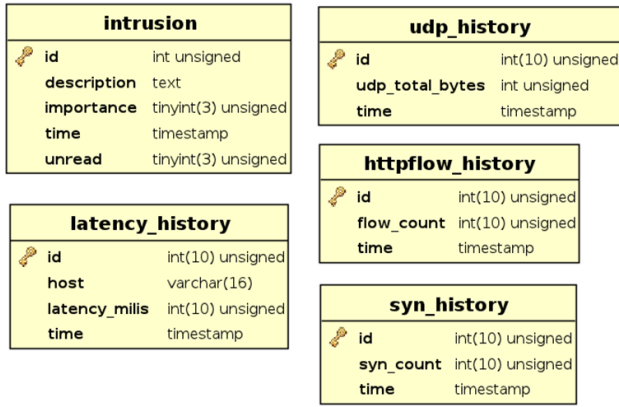 intrusion
id int unsigned
description text
importance tinyint(3) unsigned
time timestamp
unread tinyint(3) unsigned
latency_history
id int(10) unsigned
host varchar(16)
latency_milis int(10) unsigned
time timestamp
udp_history
id int(10) unsigned
udp_total_bytes int unsigned
time timestamp
httpflow_history
id int(10) unsigned
flow_count int(10) unsigned
time timestamp
syn_history
id int(10) unsigned
syn_count int(10) unsigned
time timestamp